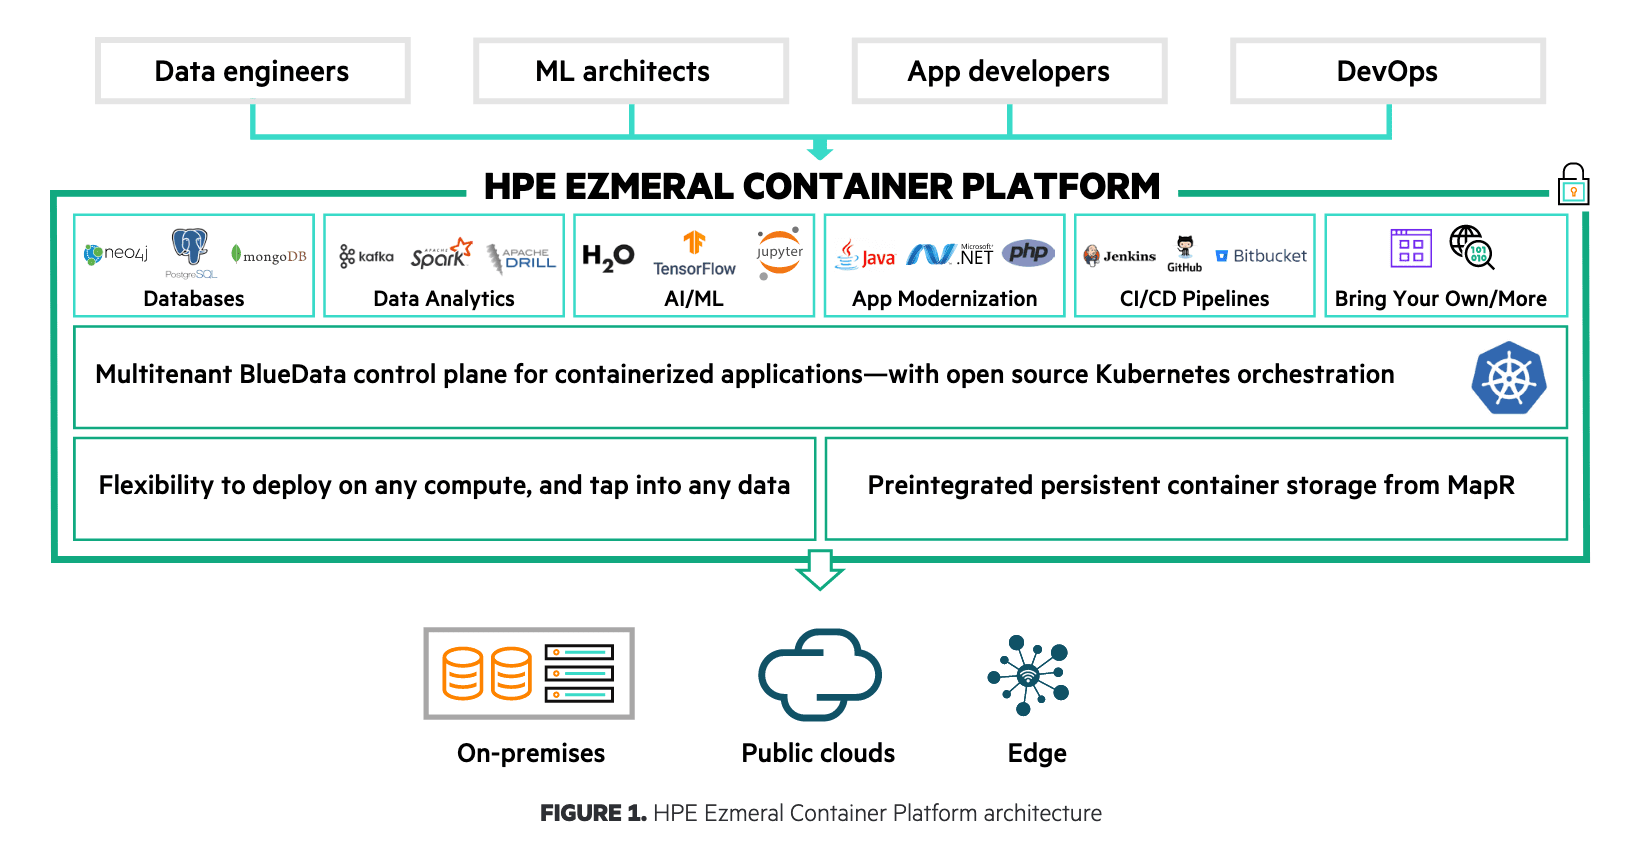 Data engineers
ML architects
App developers
DevOps
HPE EZMERAL CONTAINER PLATFORM
neo4j
PostgreSQL
mongoDB
Databases
kafka
APACHE
Spark
APACHE
DRILL
Data Analytics
H2O
TensorFlow
jupyter
AI/ML
Java
Microsoft
.NET
php
App Modernization
Jenkins
GitHub
Bitbucket
CI/CD Pipelines
101
010
Bring Your Own/More
Multitenant BlueData control plane for containerized applications—with open source Kubernetes orchestration
Flexibility to deploy on any compute, and tap into any data
Preintegrated persistent container storage from MapR
On-premises
Public clouds
Edge
FIGURE 1. HPE Ezmeral Container Platform architecture